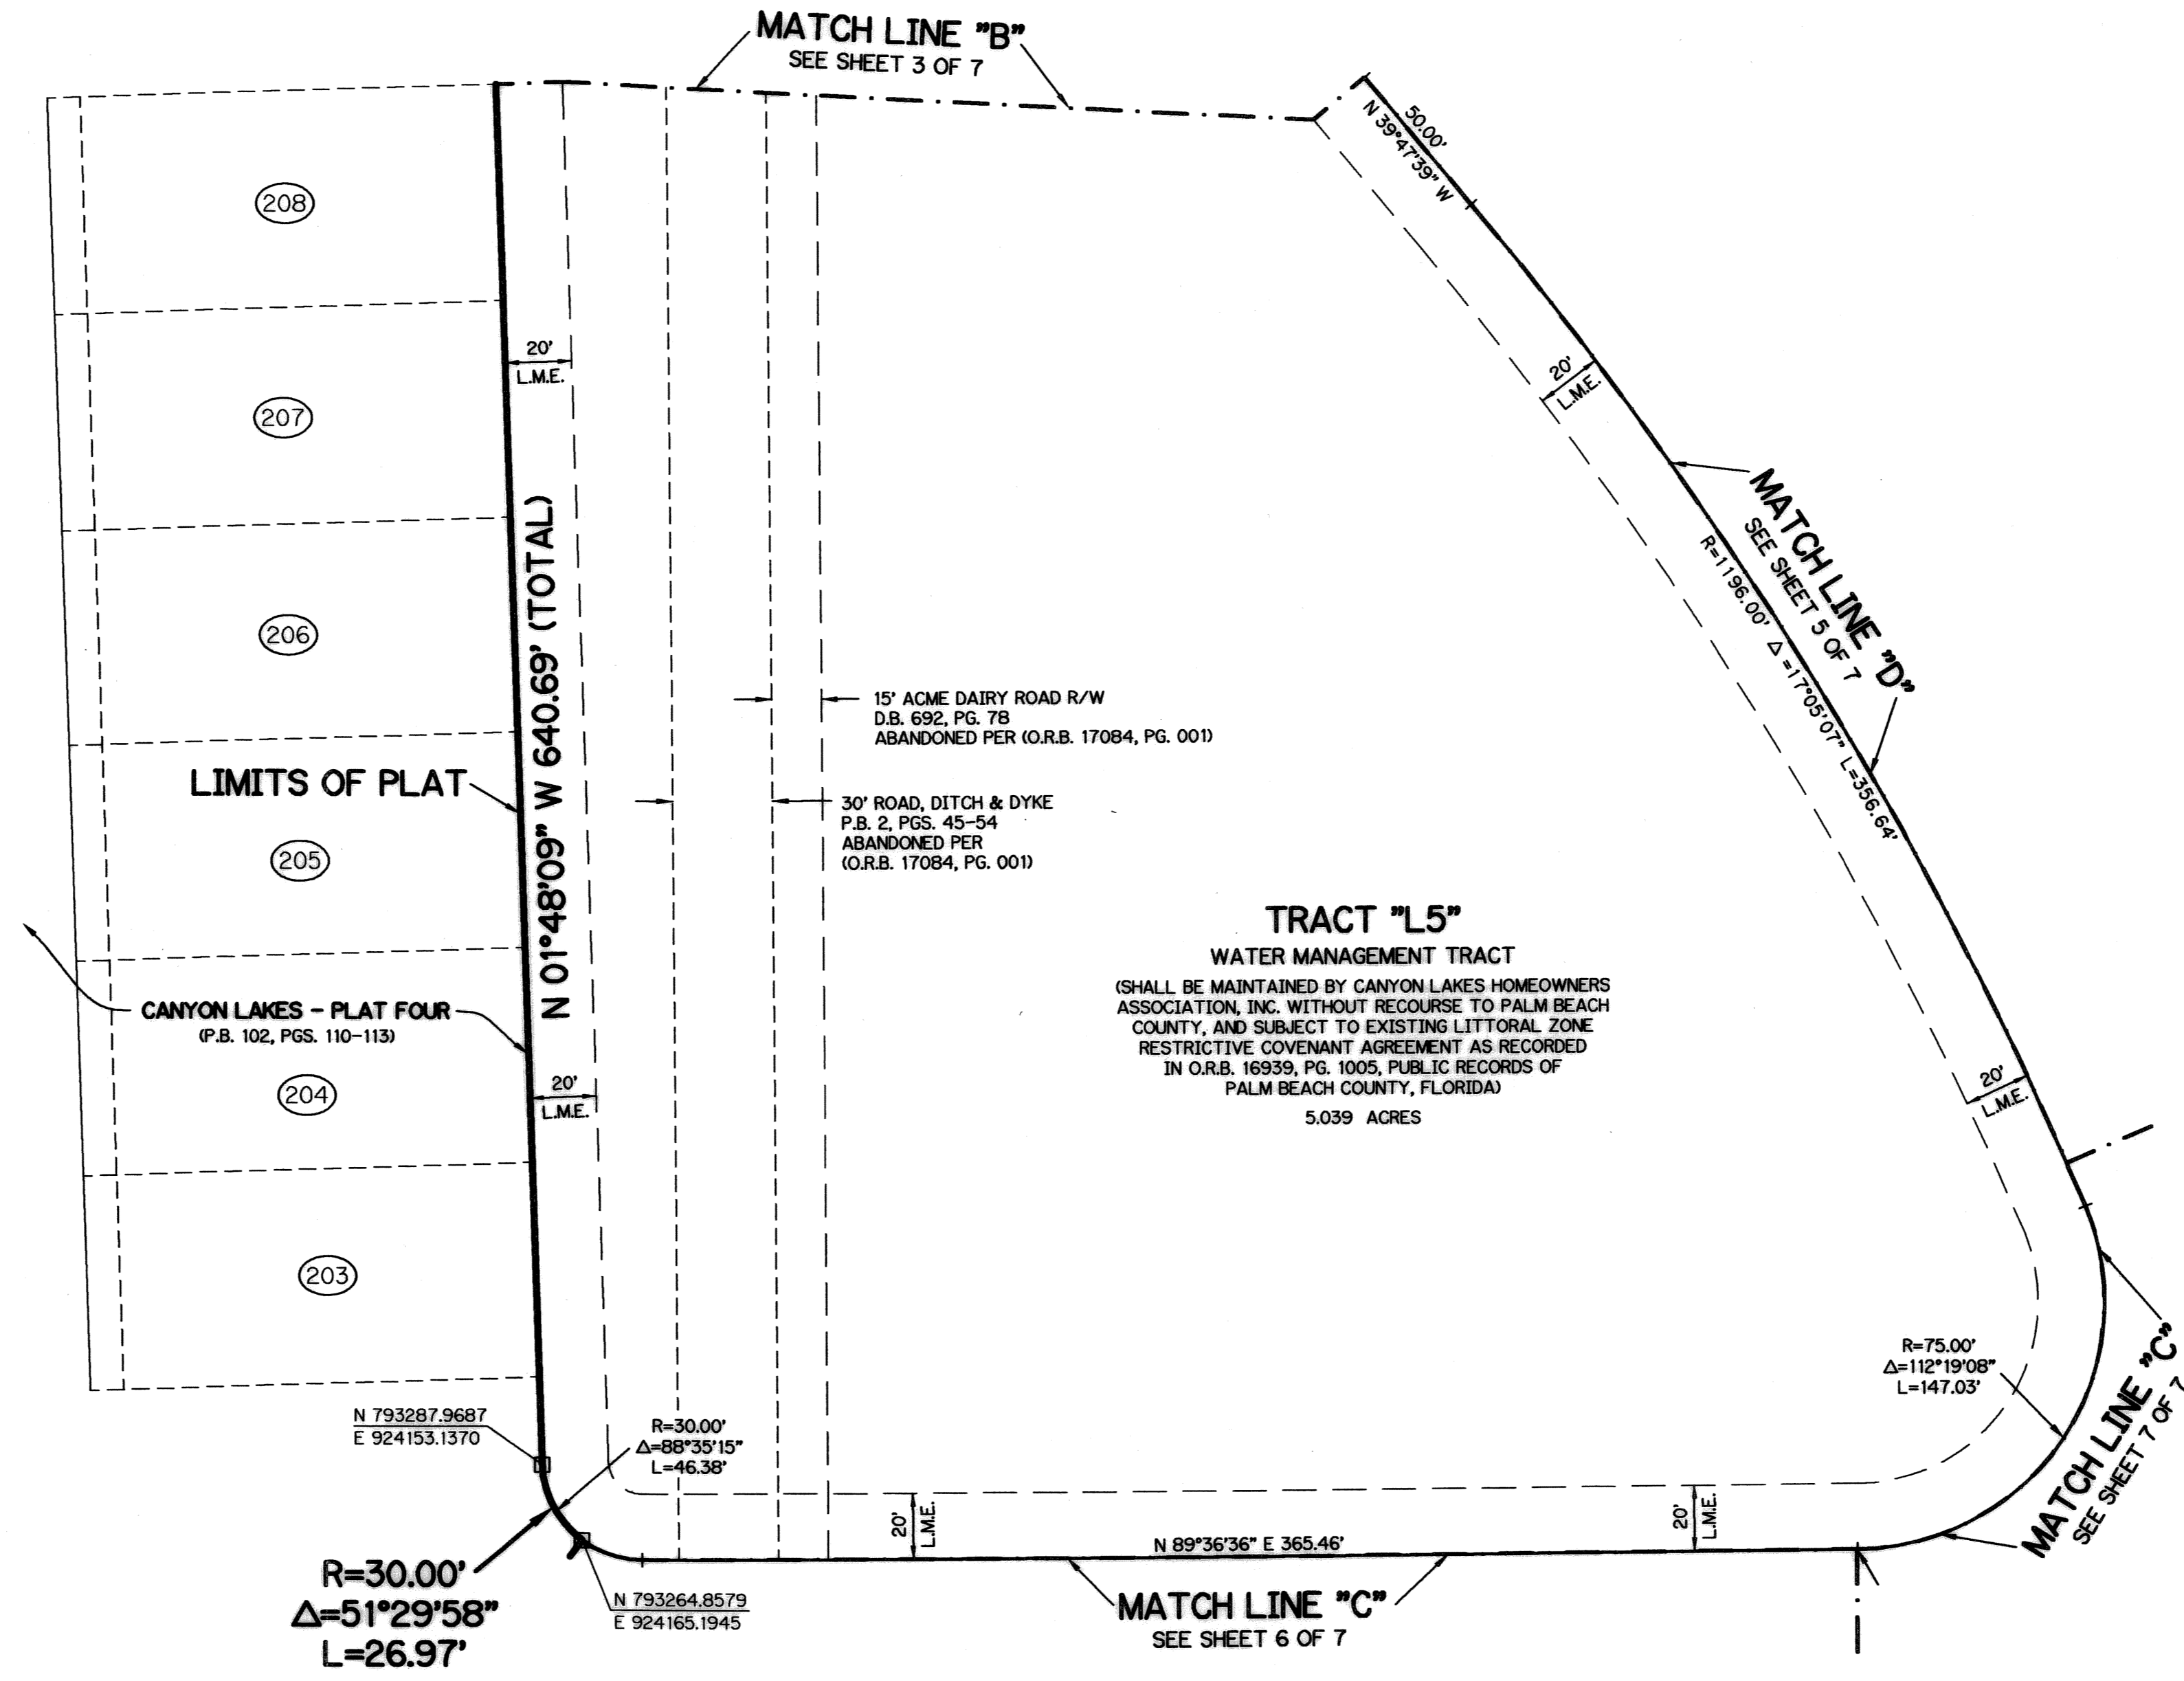 MATCH LINE "B"
SEE SHEET 3 OF 7
50.00'
N 39°47'39" W
208
20'
L.M.E.
20'
L.M.E.
207
MATCH LINE "D"
SEE SHEET 5 OF 7
R=1196.00' Δ=17°05'07" L=356.64'
N 01°48'09" W 640.69' (TOTAL)
206
15' ACME DAIRY ROAD R/W
D.B. 692, PG. 78
ABANDONED PER (O.R.B. 17084, PG. 001)
LIMITS OF PLAT
30' ROAD, DITCH & DYKE
P.B. 2, PGS. 45-54
ABANDONED PER
(O.R.B. 17084, PG. 001)
205
TRACT "L5"
WATER MANAGEMENT TRACT
(SHALL BE MAINTAINED BY CANYON LAKES HOMEOWNERS
ASSOCIATION, INC. WITHOUT RECOURSE TO PALM BEACH
COUNTY, AND SUBJECT TO EXISTING LITTORAL ZONE
RESTRICTIVE COVENANT AGREEMENT AS RECORDED
IN O.R.B. 16939, PG. 1005, PUBLIC RECORDS OF
PALM BEACH COUNTY, FLORIDA)
5.039 ACRES
CANYON LAKES - PLAT FOUR
(P.B. 102, PGS. 110-113)
204
20'
L.M.E.
20'
L.M.E.
203
R=75.00'
Δ=112°19'08"
L=147.03'
MATCH LINE "C"
SEE SHEET 7 OF 7
N 793287.9687
E 924153.1370
R=30.00'
Δ=88°35'15"
L=46.38'
20'
L.M.E.
20'
L.M.E.
N 89°36'36" E 365.46'
R=30.00'
Δ=51°29'58"
L=26.97'
N 793264.8579
E 924165.1945
MATCH LINE "C"
SEE SHEET 6 OF 7